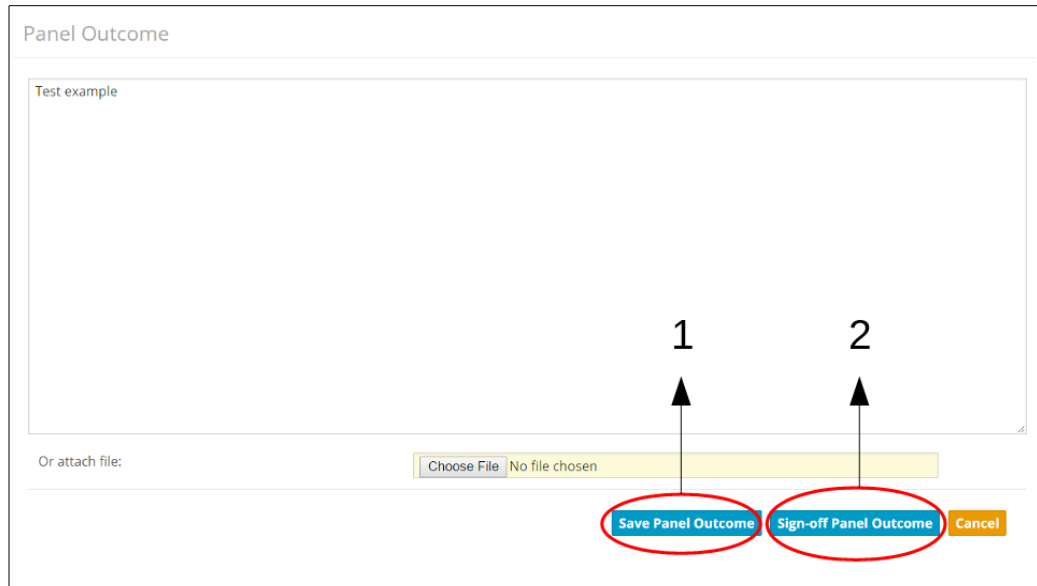 Panel Outcome
Test example
1 2
Or attach file: Choose File No file chosen
Save Panel Outcome Sign-off Panel Outcome Cancel